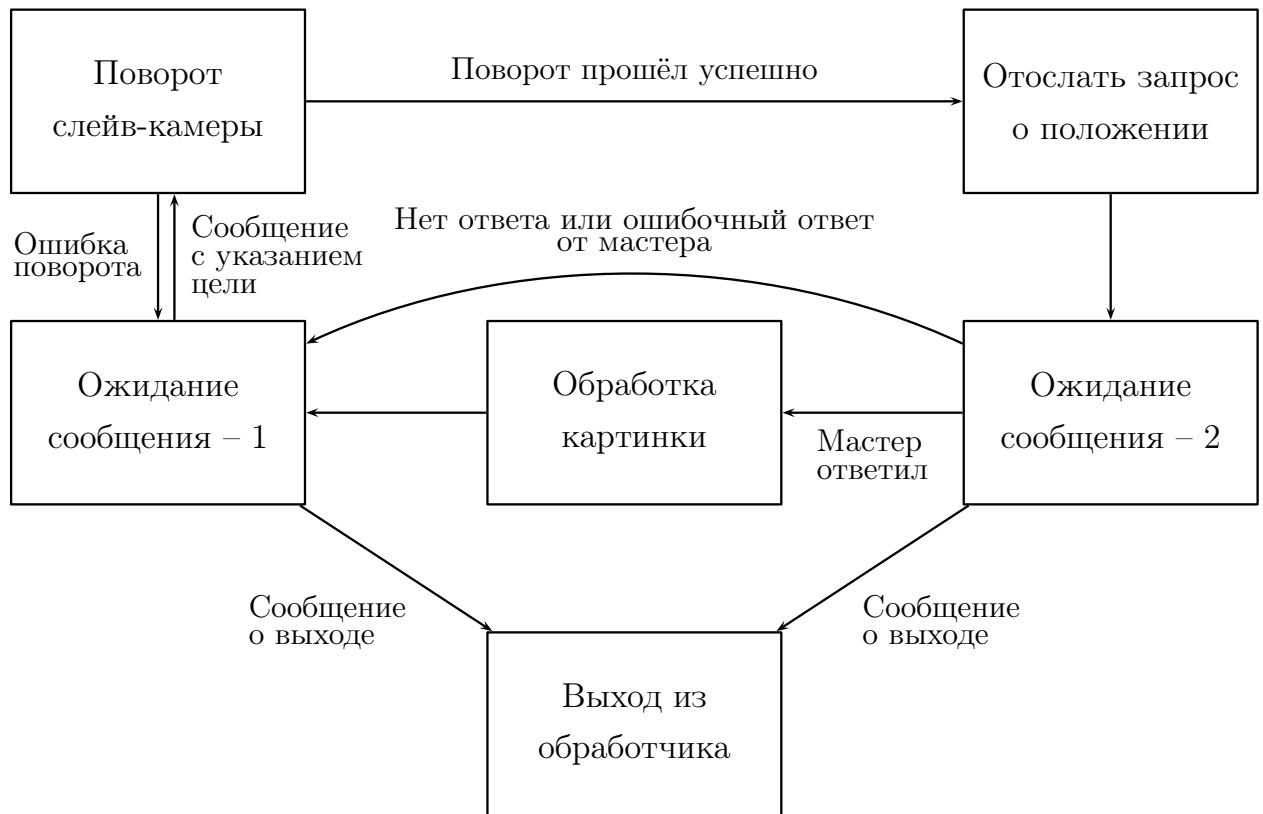 Поворот
слейв-камеры
Поворот прошёл успешно
Отослать запрос
о положении
Ошибка
поворота
Сообщение
с указанием
цели
Нет ответа или ошибочный ответ
от мастера
Ожидание
сообщения – 1
Обработка
картинки
Мастер
ответил
Ожидание
сообщения – 2
Сообщение
о выходе
Сообщение
о выходе
Выход из
обработчика